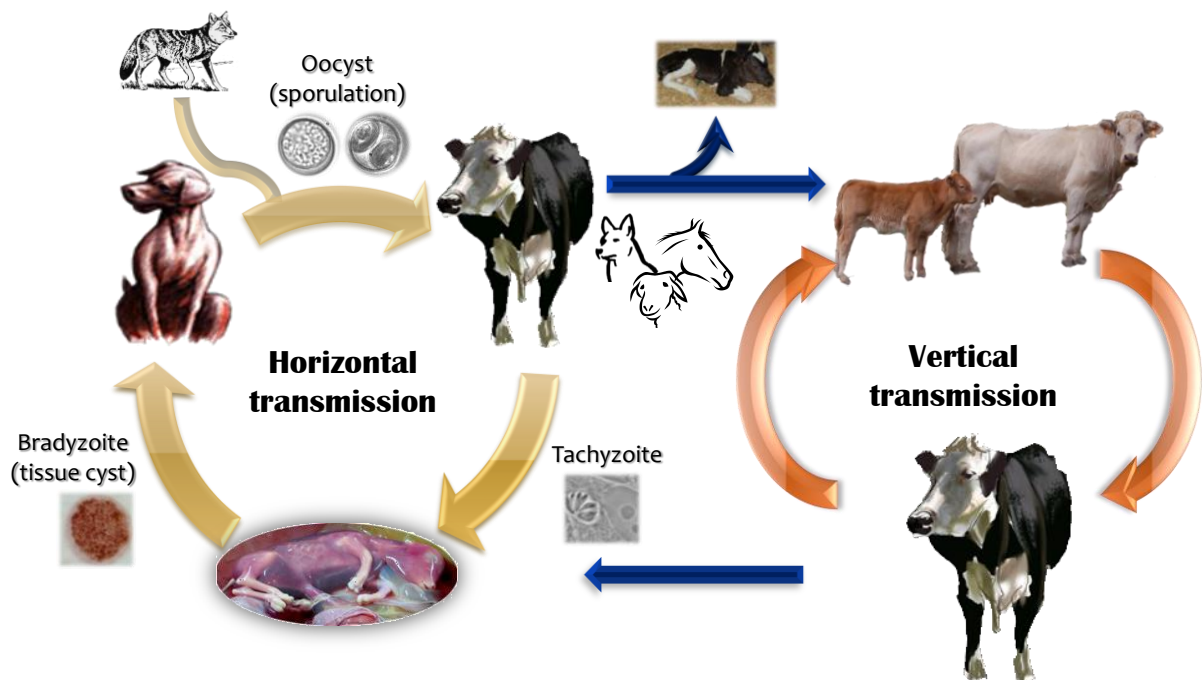 Oocyst
(sporulation)
Horizontal
transmission
Vertical
transmission
Bradyzoite
(tissue cyst)
Tachyzoite